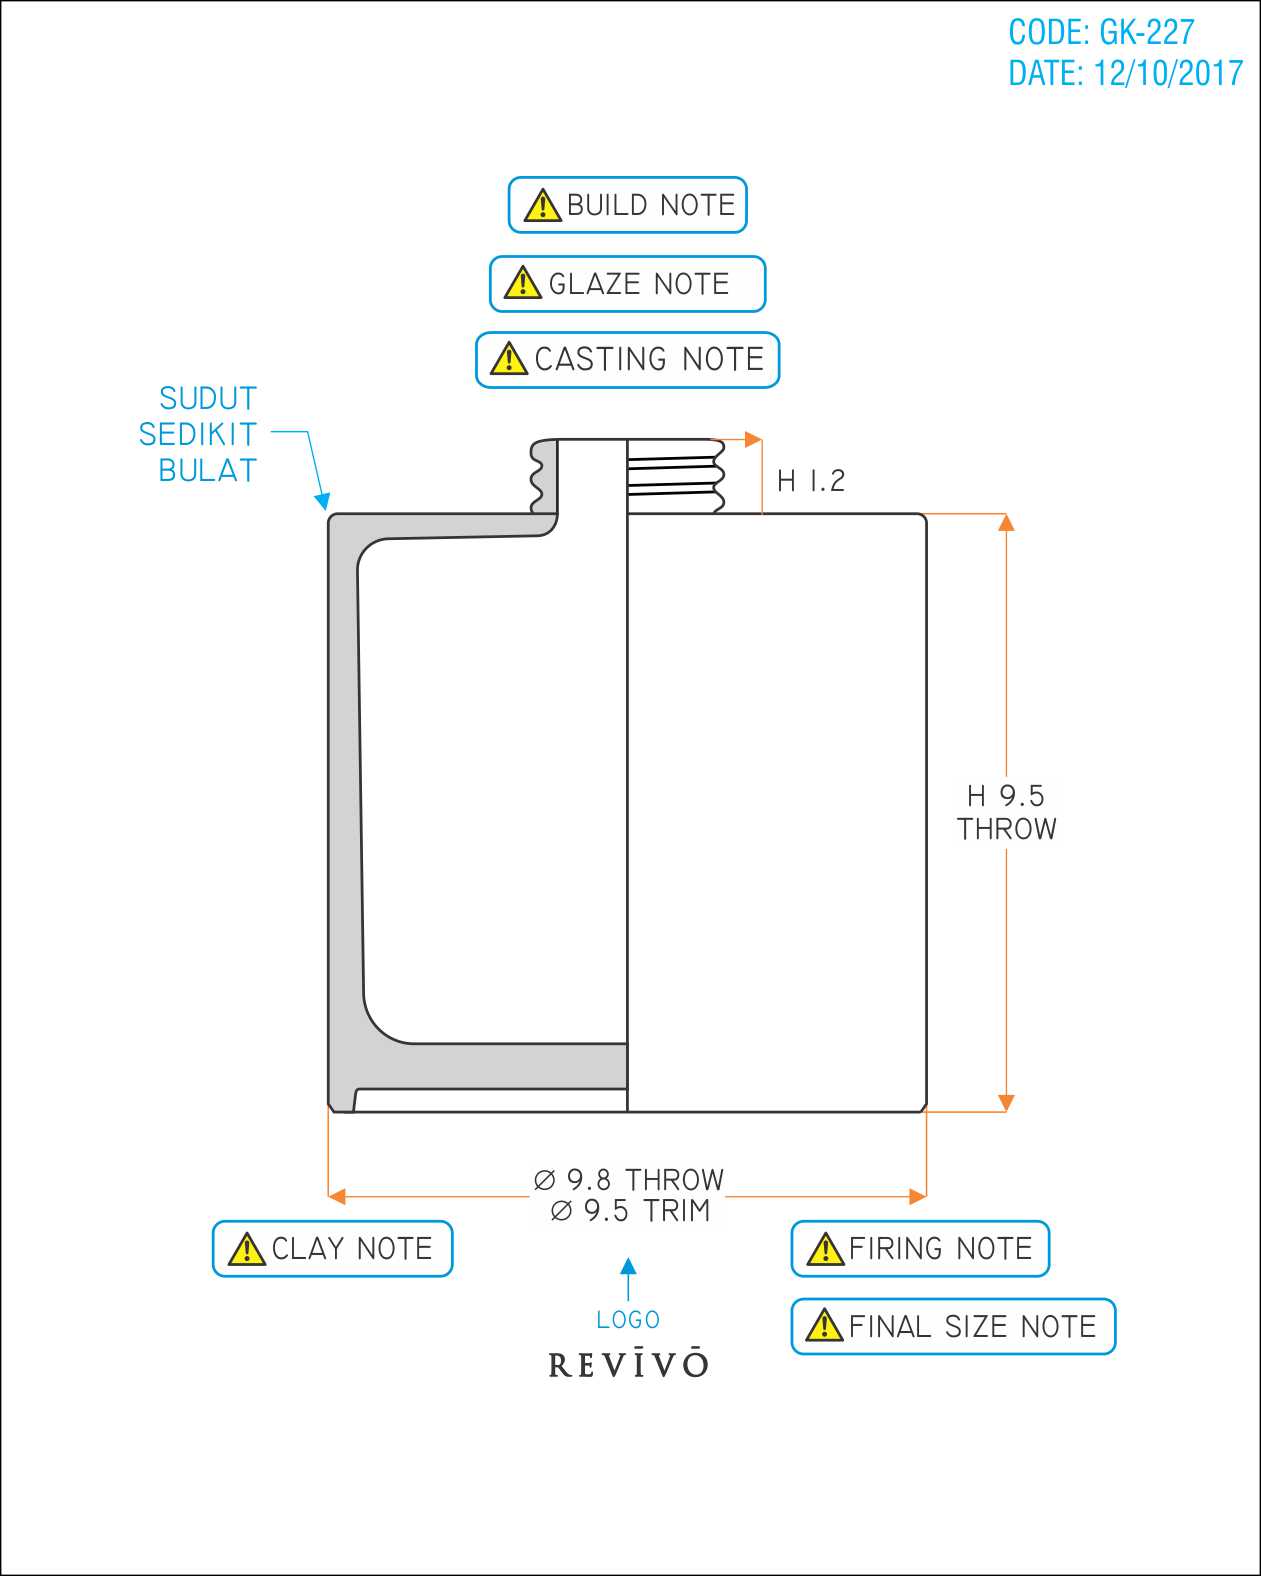 CODE: GK-227
DATE: 12/10/2017
BUILD NOTE
GLAZE NOTE
CASTING NOTE
SUDUT
SEDIKIT
BULAT
H 1.2
H 9.5
THROW
Ø 9.8 THROW
Ø 9.5 TRIM
CLAY NOTE
FIRING NOTE
FINAL SIZE NOTE
LOGO
REVĪVŌ